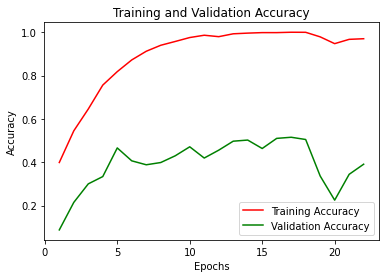 Training and Validation Accuracy
1.0
0.8
0.6
0.4
0.2
Accuracy
0
5
10
15
20
Epochs
Training Accuracy
Validation Accuracy